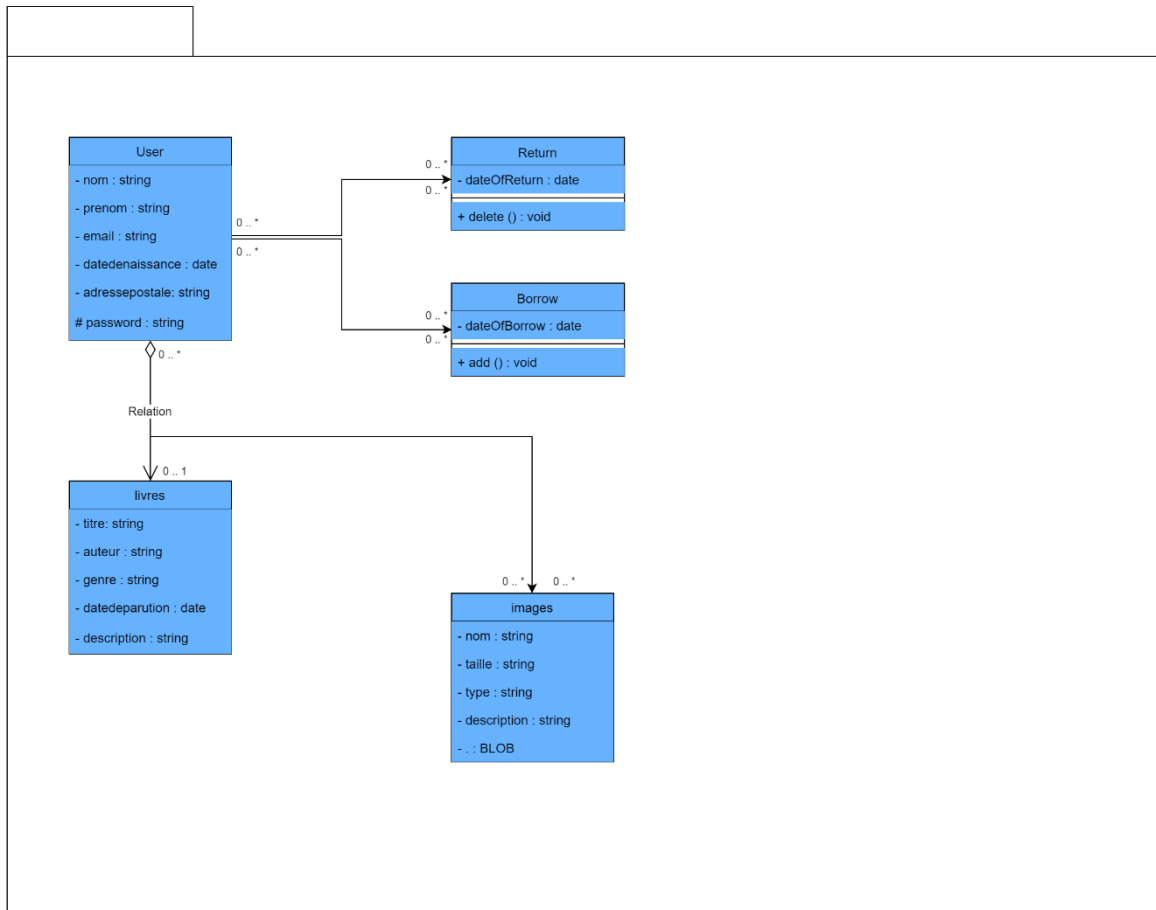 User
- nom : string
- prenom : string
- email : string
- datedenaissance : date
- adressepostale: string
# password : string
0 .. *
0 .. *
0 .. *
0 .. *
0 .. *
Return
- dateOfReturn : date
+ delete () : void
0 .. *
0 .. *
Borrow
- dateOfBorrow : date
+ add () : void
Relation
0 .. 1
livres
- titre: string
- auteur : string
- genre : string
- datedeparution : date
- description : string
0 .. *
0 .. *
images
- nom : string
- taille : string
- type : string
- description : string
- . : BLOB